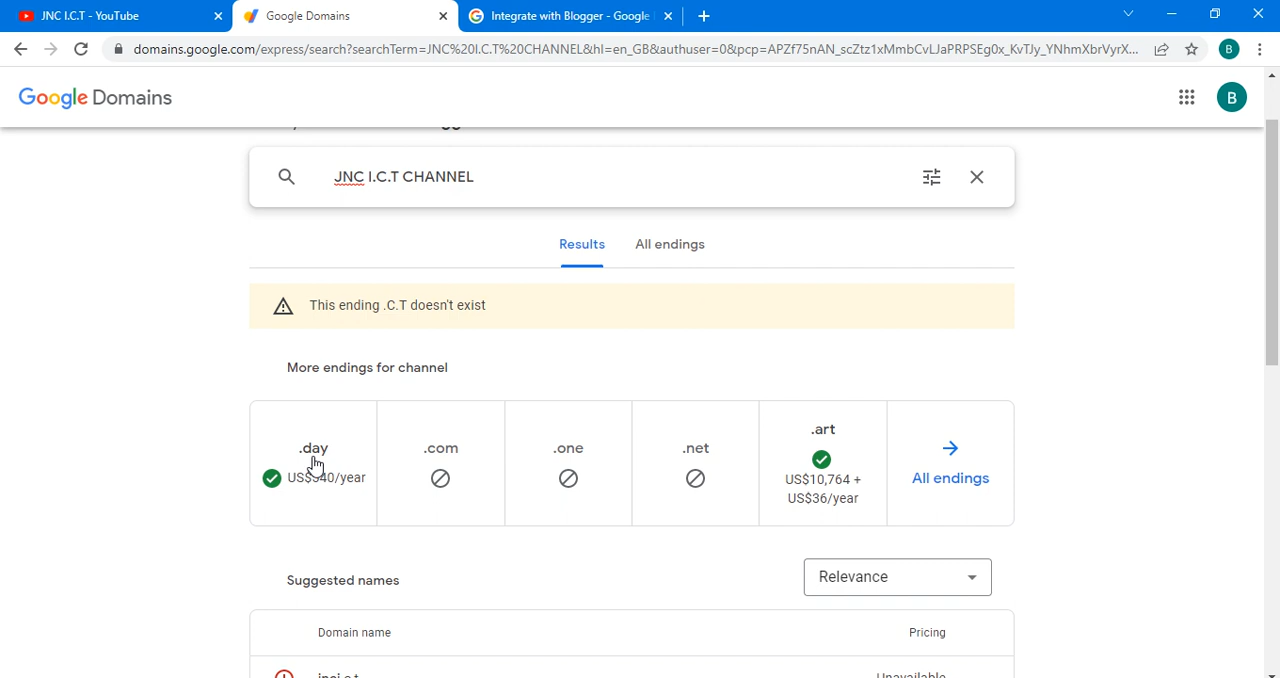 JNC I.C.T - YouTube
Google Domains
Integrate with Blogger - Google
domains.google.com/express/search?searchTerm=JNC%20I.C.T%20CHANNEL&hl=en_GB&authuser=0&pcp=APZf75nAN_scZtz1xMmbCvLJaPRPSEg0x_KvTJy_YNhmXbrVyrX...
B
Google Domains
B
JNC I.C.T CHANNEL
Results
All endings
This ending .C.T doesn't exist
More endings for channel
.day
.com
.one
.net
.art
US$10,764 +
US$36/year
All endings
Suggested names
Relevance
Domain name
Pricing
Unavailable